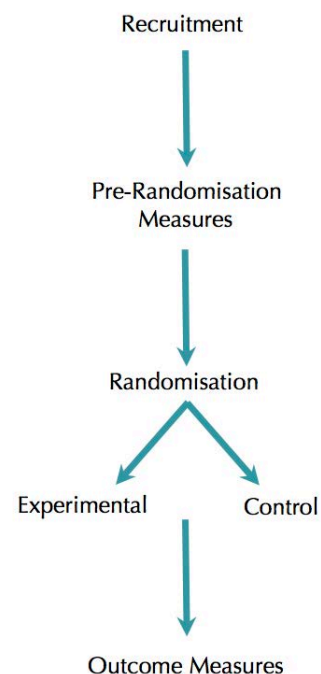 Recruitment
Pre-Randomisation
Measures
Randomisation
Experimental
Control
Outcome Measures